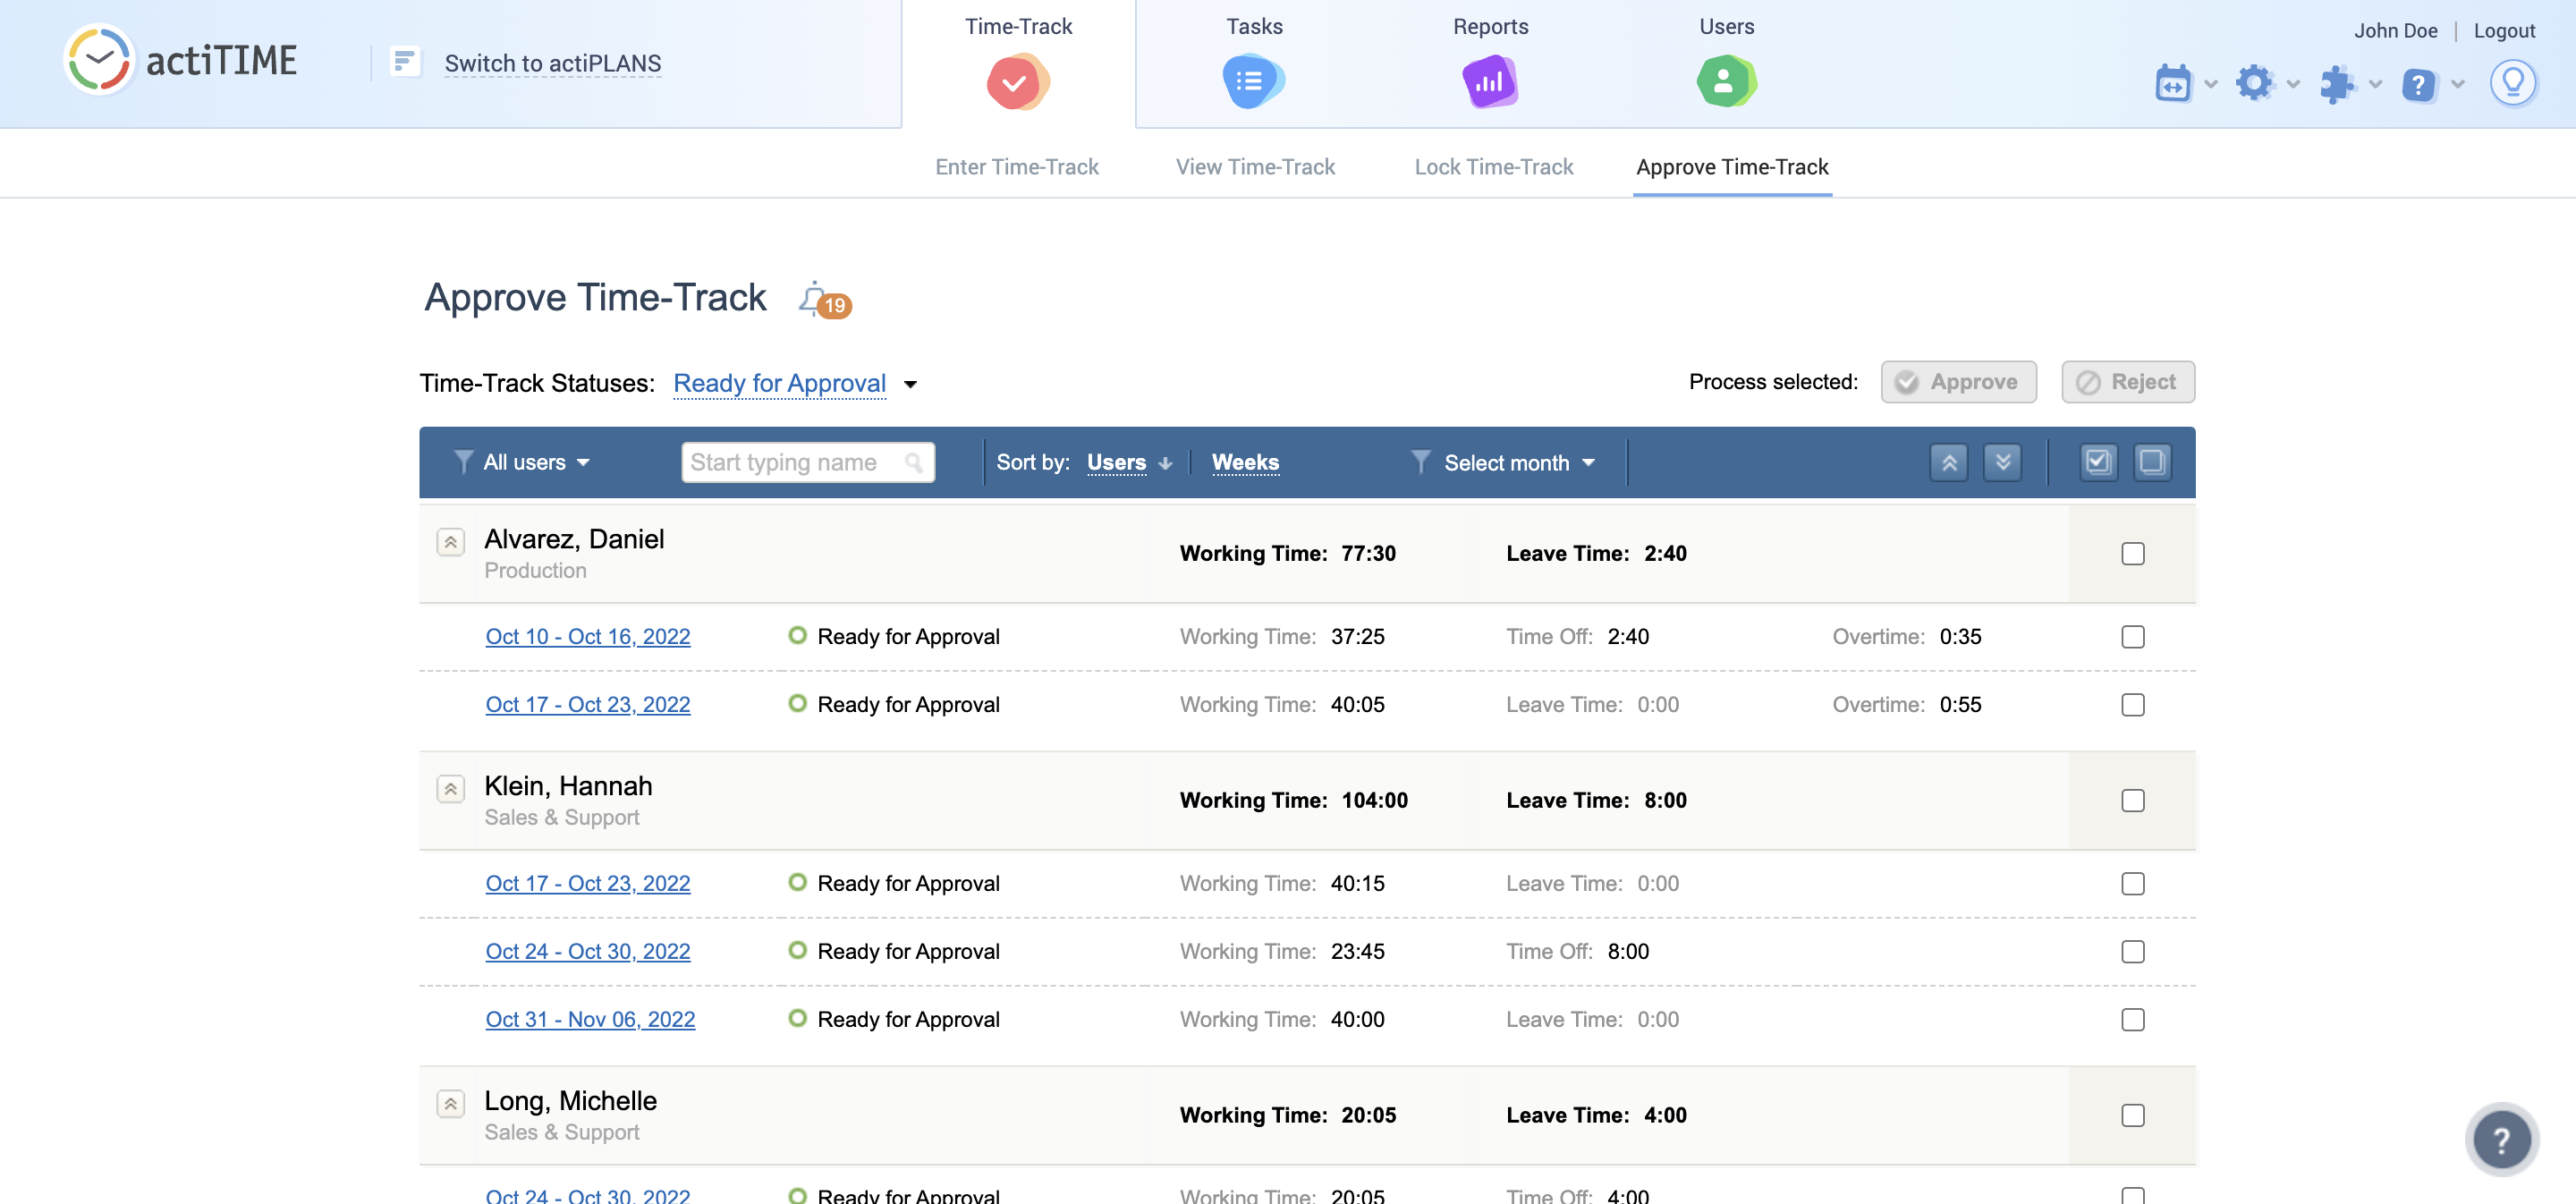 actiTIME
Switch to actiPLANS
Time-Track
Tasks
Reports
Users
John Doe | Logout
Enter Time-Track
View Time-Track
Lock Time-Track
Approve Time-Track
Approve Time-Track 19
Time-Track Statuses: Ready for Approval
Process selected: Approve Reject
All users Start typing name Sort by: Users Weeks Select month
Alvarez, Daniel
Production
Working Time: 77:30 Leave Time: 2:40
Oct 10 - Oct 16, 2022 Ready for Approval Working Time: 37:25 Time Off: 2:40 Overtime: 0:35
Oct 17 - Oct 23, 2022 Ready for Approval Working Time: 40:05 Leave Time: 0:00 Overtime: 0:55
Klein, Hannah
Sales & Support
Working Time: 104:00 Leave Time: 8:00
Oct 17 - Oct 23, 2022 Ready for Approval Working Time: 40:15 Leave Time: 0:00
Oct 24 - Oct 30, 2022 Ready for Approval Working Time: 23:45 Time Off: 8:00
Oct 31 - Nov 06, 2022 Ready for Approval Working Time: 40:00 Leave Time: 0:00
Long, Michelle
Sales & Support
Working Time: 20:05 Leave Time: 4:00
Oct 24 - Oct 30, 2022 Ready for Approval Working Time: 20:05 Time Off: 4:00
?